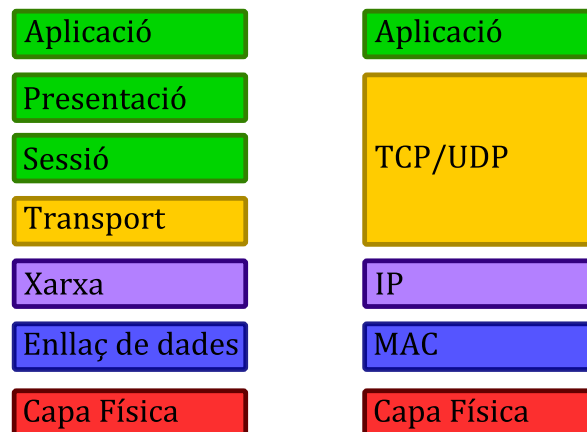 Aplicació
Presentació
Sessió
Transport
Xarxa
Enllaç de dades
Capa Física
Aplicació
TCP/UDP
IP
MAC
Capa Física